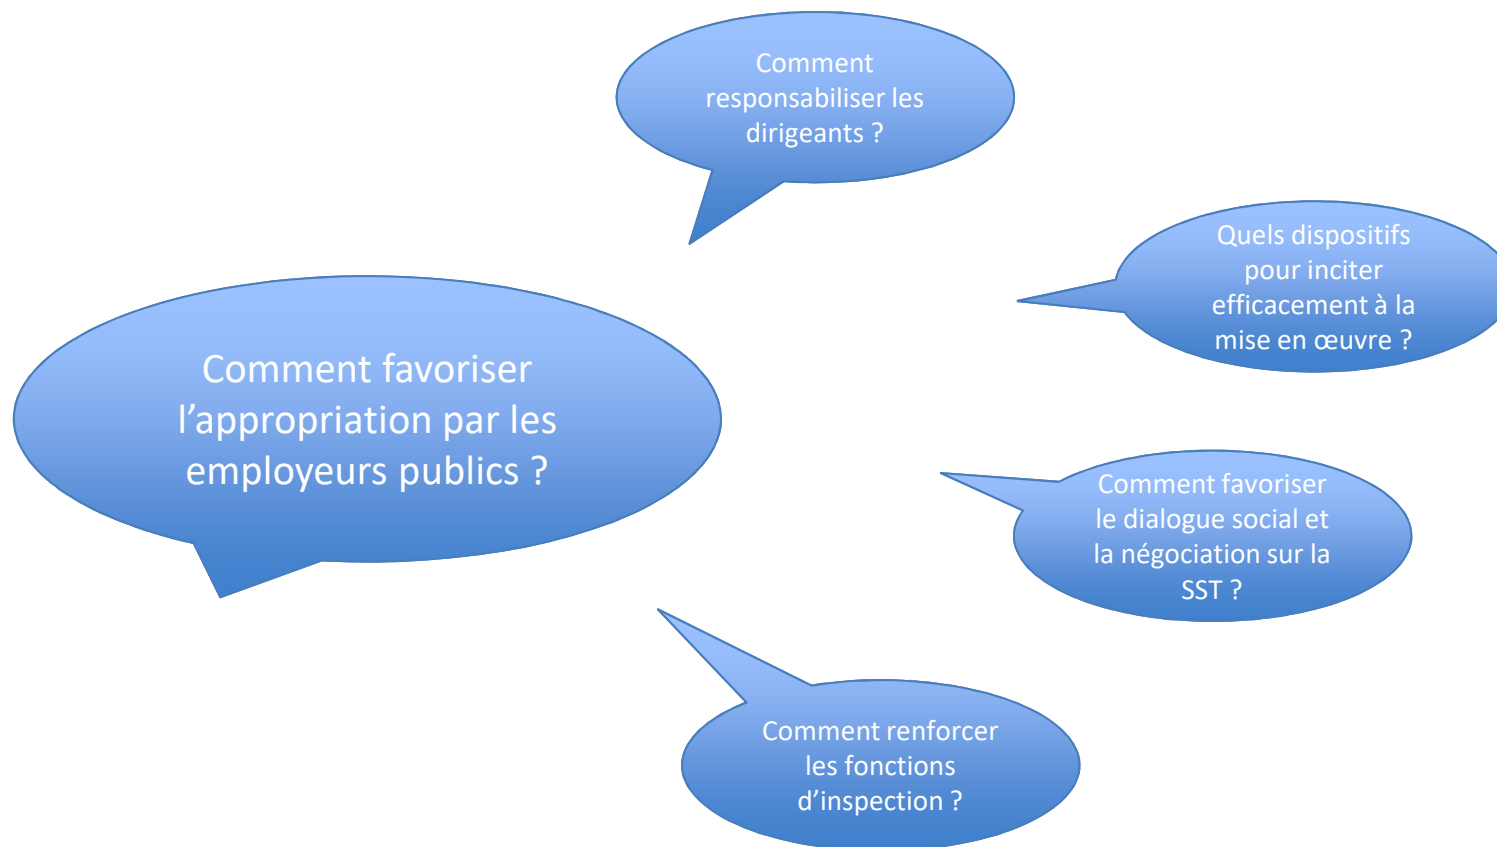 Comment
responsabiliser les
dirigeants ?
Quels dispositifs
pour inciter
efficacement à la
mise en œuvre ?
Comment favoriser
l’appropriation par les
employeurs publics ?
Comment favoriser
le dialogue social et
la négociation sur la
SST ?
Comment renforcer
les fonctions
d’inspection ?